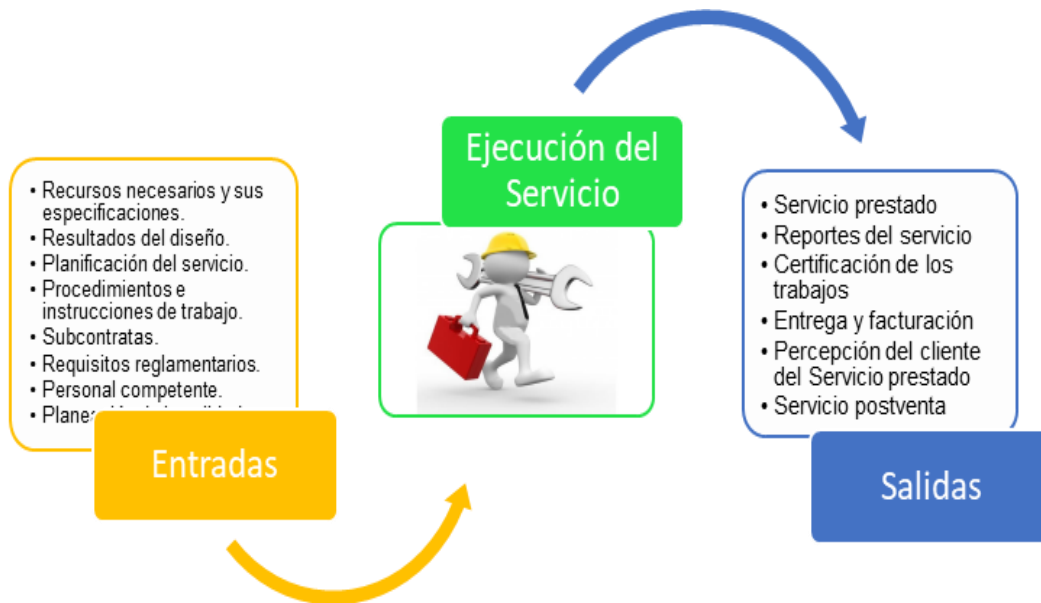 • Recursos necesarios y sus
especificaciones.
• Resultados del diseño.
• Planificación del servicio.
• Procedimientos e
instrucciones de trabajo.
• Subcontratas.
• Requisitos reglamentarios.
• Personal competente.
Entradas
Ejecución del
Servicio
• Servicio prestado
• Reportes del servicio
• Certificación de los
trabajos
• Entrega y facturación
• Percepción del cliente
del Servicio prestado
• Servicio postventa
Salidas